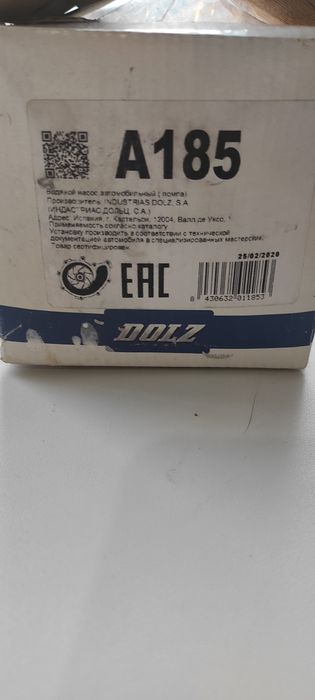 A185
Водяной насос автомобильный ( помпа)
Производитель: INDUSTRIAS DOLZ, S.A
(ИНДАСТРИАС ДОЛЬЦ, С.А.)
Адрес: Испания, г. Кастельон, 12004, Валл де Уксо, 1
Применяемость согласно каталогу
Установку производить в соответствии с технической
документацией автомобиля в специализированных мастерских.
Товар сертифицирован.
25/02/2020
EAC
8 430632 011853
DOLZ